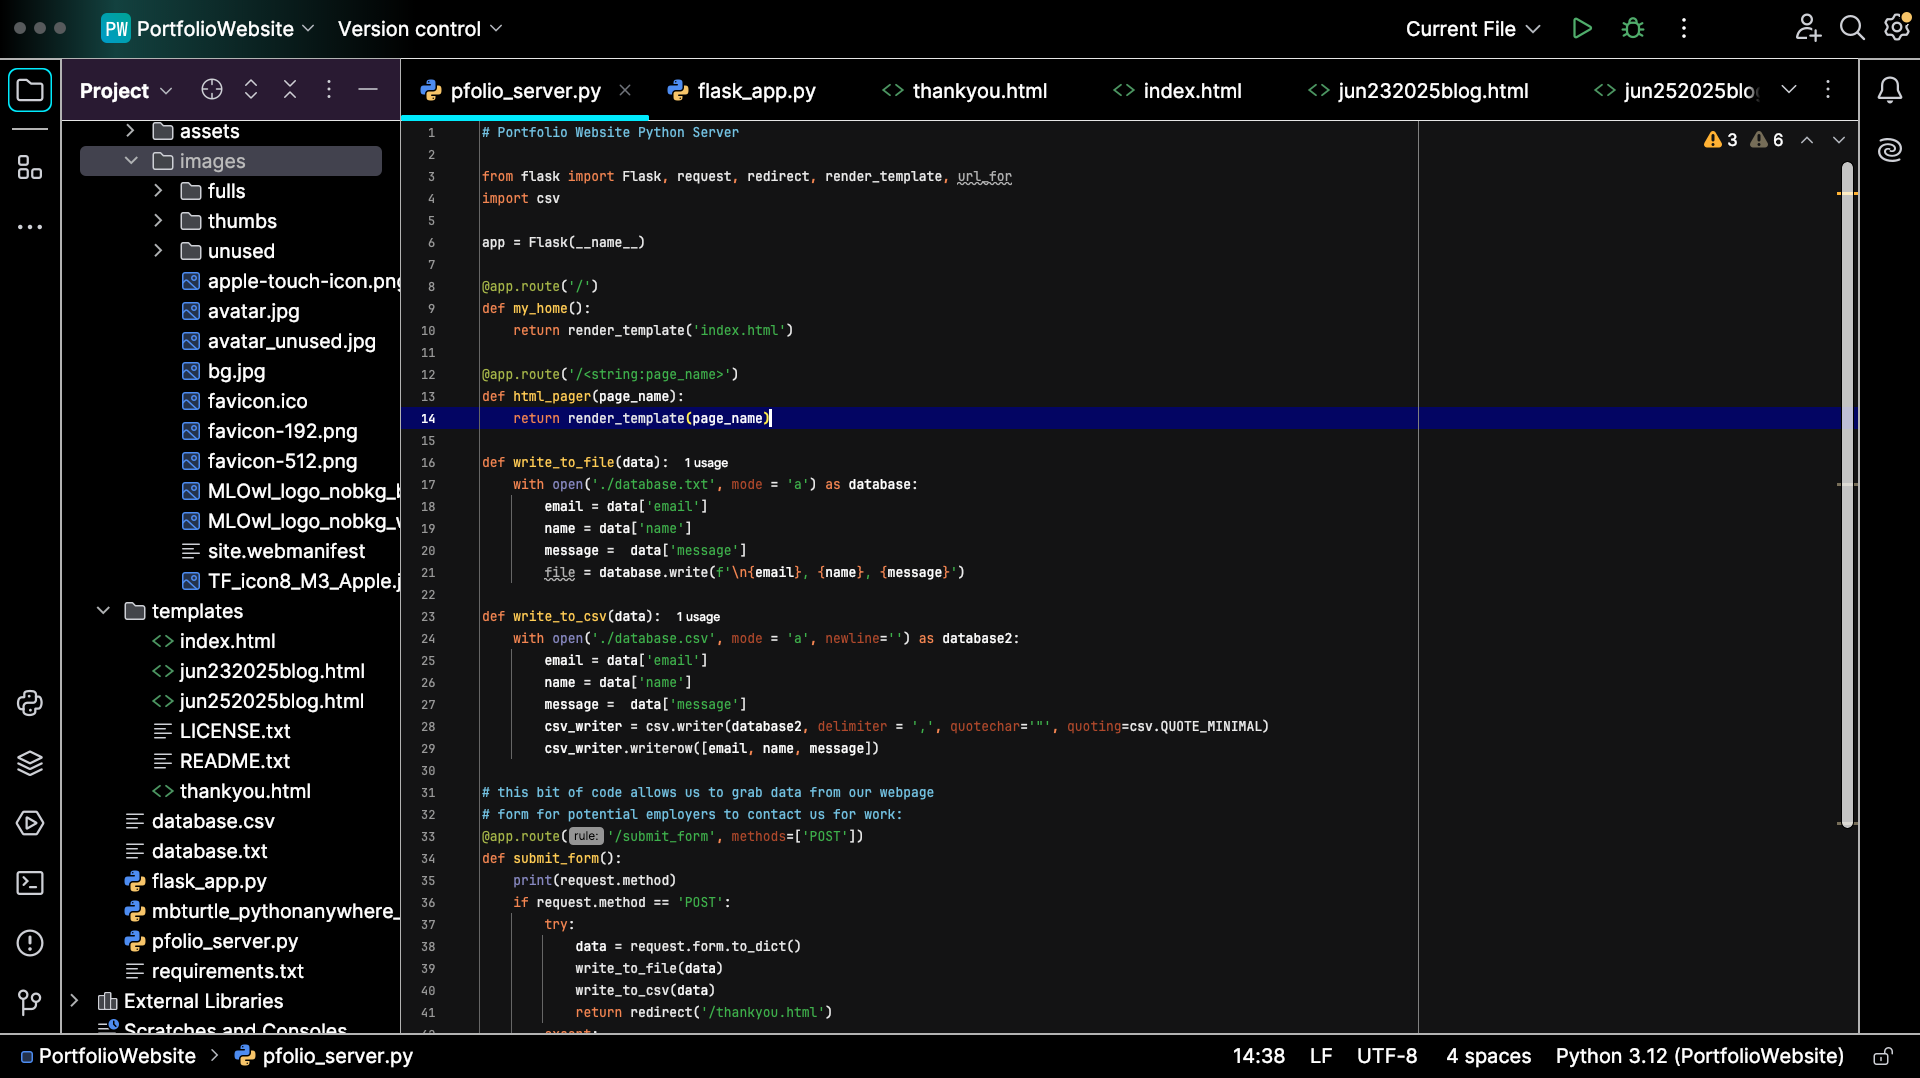 PW PortfolioWebsite Version control Current File
Project
pfolio_server.py flask_app.py thankyou.html index.html jun232025blog.html jun252025blo
assets
images
fulls
thumbs
unused
apple-touch-icon.png
avatar.jpg
avatar_unused.jpg
bg.jpg
favicon.ico
favicon-192.png
favicon-512.png
MLOwl_logo_nobkg_
MLOwl_logo_nobkg_
site.webmanifest
TF_icon8_M3_Apple.j
templates
index.html
jun232025blog.html
jun252025blog.html
LICENSE.txt
README.txt
thankyou.html
database.csv
database.txt
flask_app.py
mbturtle_pythonanywhere_
pfolio_server.py
requirements.txt
External Libraries
Scratches and Consoles
3 6
1 # Portfolio Website Python Server
2
3 from flask import Flask, request, redirect, render_template, url_for
4 import csv
5
6 app = Flask(__name__)
7
8 @app.route('/')
9 def my_home():
10     return render_template('index.html')
11
12 @app.route('/<string:page_name>')
13 def html_pager(page_name):
14     return render_template(page_name)
15
16 def write_to_file(data): 1 usage
17     with open('./database.txt', mode = 'a') as database:
18         email = data['email']
19         name = data['name']
20         message =  data['message']
21         file = database.write(f'\n{email}, {name}, {message}')
22
23 def write_to_csv(data): 1 usage
24     with open('./database.csv', mode = 'a', newline='') as database2:
25         email = data['email']
26         name = data['name']
27         message =  data['message']
28         csv_writer = csv.writer(database2, delimiter = ',', quotechar='"', quoting=csv.QUOTE_MINIMAL)
29         csv_writer.writerow([email, name, message])
30
31 # this bit of code allows us to grab data from our webpage
32 # form for potential employers to contact us for work:
33 @app.route( rule: '/submit_form', methods=['POST'])
34 def submit_form():
35     print(request.method)
36     if request.method == 'POST':
37         try:
38             data = request.form.to_dict()
39             write_to_file(data)
40             write_to_csv(data)
41             return redirect('/thankyou.html')
42         except:
PortfolioWebsite pfolio_server.py 14:38 LF UTF-8 4 spaces Python 3.12 (PortfolioWebsite)